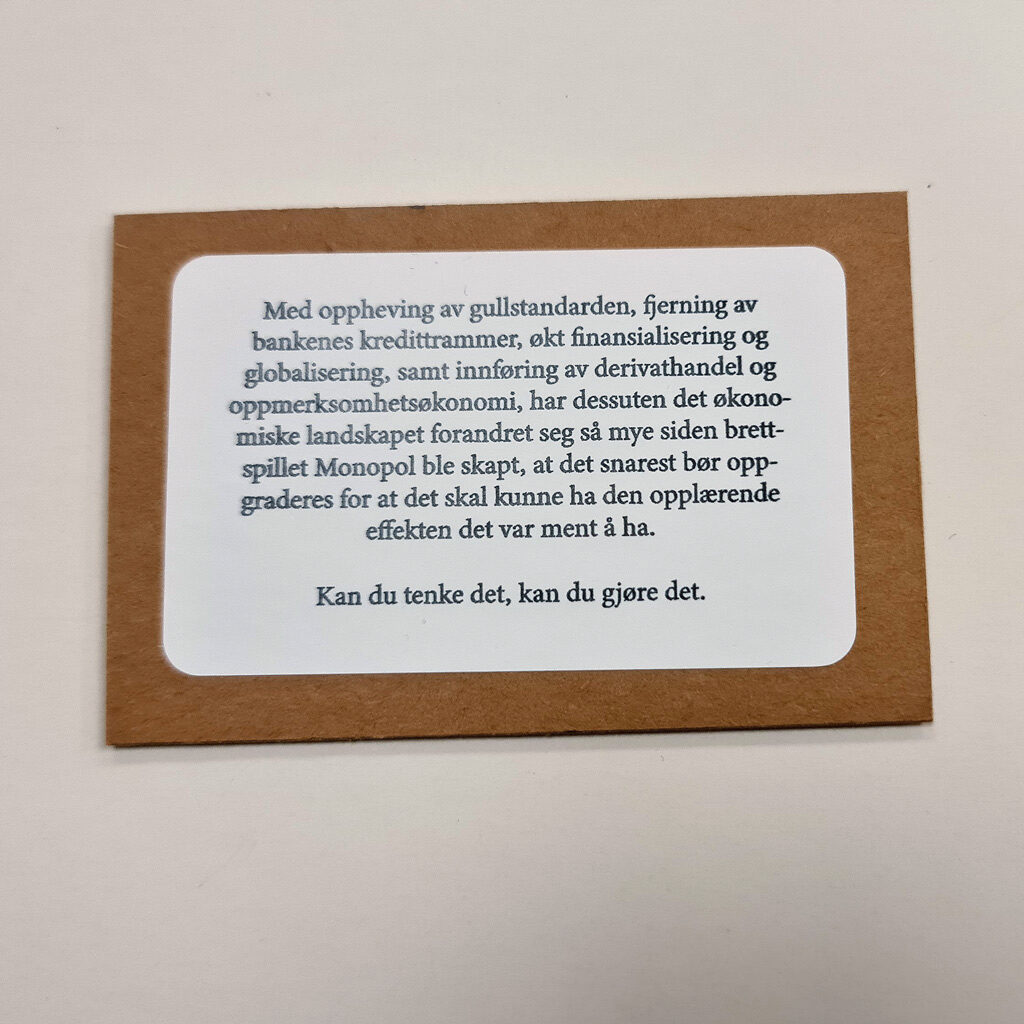 Med oppheving av gullstandarden, fjerning av
bankenes kredittrammer, økt finansialisering og
globalisering, samt innføring av derivathandel og
oppmerksomhetsøkonomi, har dessuten det økono-
miske landskapet forandret seg så mye siden brett-
spillet Monopol ble skapt, at det snarest bør opp-
graderes for at det skal kunne ha den opplærende
effekten det var ment å ha.
Kan du tenke det, kan du gjøre det.